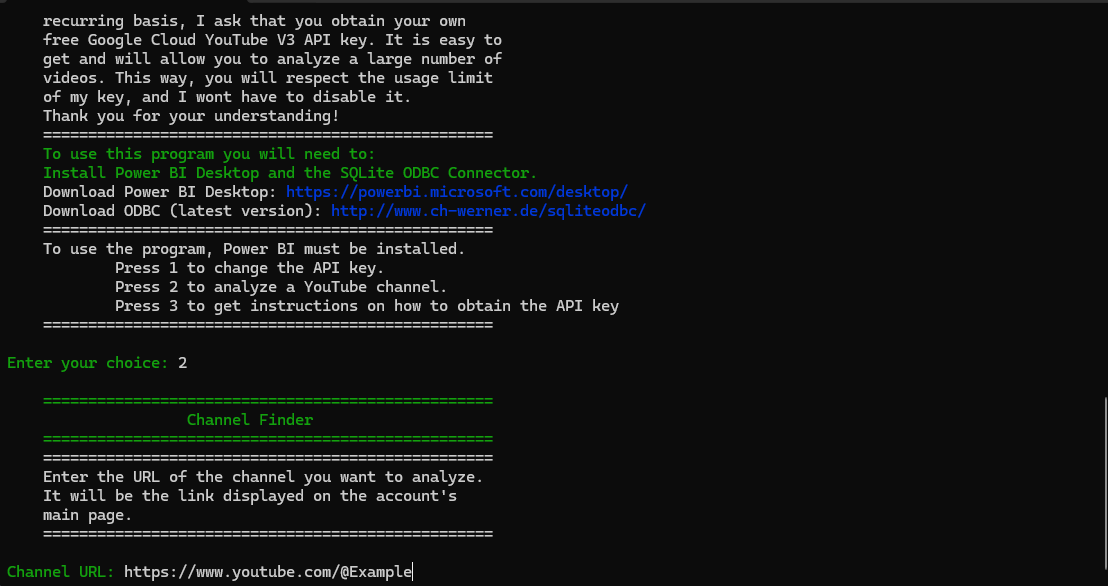 recurring basis, I ask that you obtain your own
free Google Cloud YouTube V3 API key. It is easy to
get and will allow you to analyze a large number of
videos. This way, you will respect the usage limit
of my key, and I wont have to disable it.
Thank you for your understanding!
==================================================
To use this program you will need to:
Install Power BI Desktop and the SQLite ODBC Connector.
Download Power BI Desktop: https://powerbi.microsoft.com/desktop/
Download ODBC (latest version): http://www.ch-werner.de/sqliteodbc/
==================================================
To use the program, Power BI must be installed.
Press 1 to change the API key.
Press 2 to analyze a YouTube channel.
Press 3 to get instructions on how to obtain the API key
==================================================
Enter your choice: 2
==================================================
Channel Finder
==================================================
==================================================
Enter the URL of the channel you want to analyze.
It will be the link displayed on the account's
main page.
==================================================
Channel URL: https://www.youtube.com/@Example